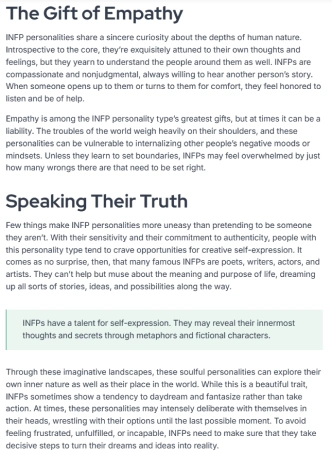 The Gift of Empathy
INFP personalities share a sincere curiosity about the depths of human nature.
Introspective to the core, they're exquisitely attuned to their own thoughts and
feelings, but they yearn to understand the people around them as well. INFPs are
compassionate and nonjudgmental, always willing to hear another person's story.
When someone opens up to them or turns to them for comfort, they feel honored to
listen and be of help.
Empathy is among the INFP personality type's greatest gifts, but at times it can be a
liability. The troubles of the world weigh heavily on their shoulders, and these
personalities can be vulnerable to internalizing other people's negative moods or
mindsets. Unless they learn to set boundaries, INFPs may feel overwhelmed by just
how many wrongs there are that need to be set right.
Speaking Their Truth
Few things make INFP personalities more uneasy than pretending to be someone
they aren't. With their sensitivity and their commitment to authenticity, people with
this personality type tend to crave opportunities for creative self-expression. It
comes as no surprise, then, that many famous INFPs are poets, writers, actors, and
artists. They can't help but muse about the meaning and purpose of life, dreaming
up all sorts of stories, ideas, and possibilities along the way.
INFPs have a talent for self-expression. They may reveal their innermost
thoughts and secrets through metaphors and fictional characters.
Through these imaginative landscapes, these soulful personalities can explore their
own inner nature as well as their place in the world. While this is a beautiful trait,
INFPs sometimes show a tendency to daydream and fantasize rather than take
action. At times, these personalities may intensely deliberate with themselves in
their heads, wrestling with their options until the last possible moment. To avoid
feeling frustrated, unfulfilled, or incapable, INFPs need to make sure that they take
decisive steps to turn their dreams and ideas into reality.